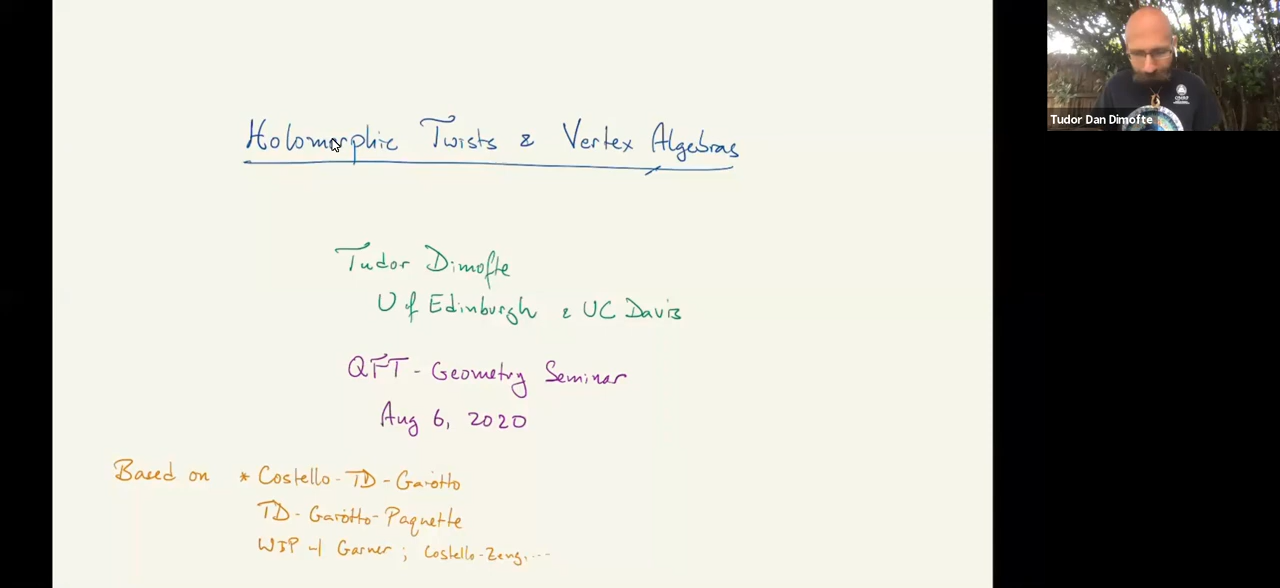 Holomorphic Twists & Vertex Algebras
Tudor Dan Dimofte
Tudor Dimofte
U of Edinburgh & UC Davis
QFT - Geometry Seminar
Aug 6, 2020
Based on * Costello - TD - Gaiotto
TD - Gaiotto - Paquette
WIP w/ Garner ; Costello - Zeng, ...